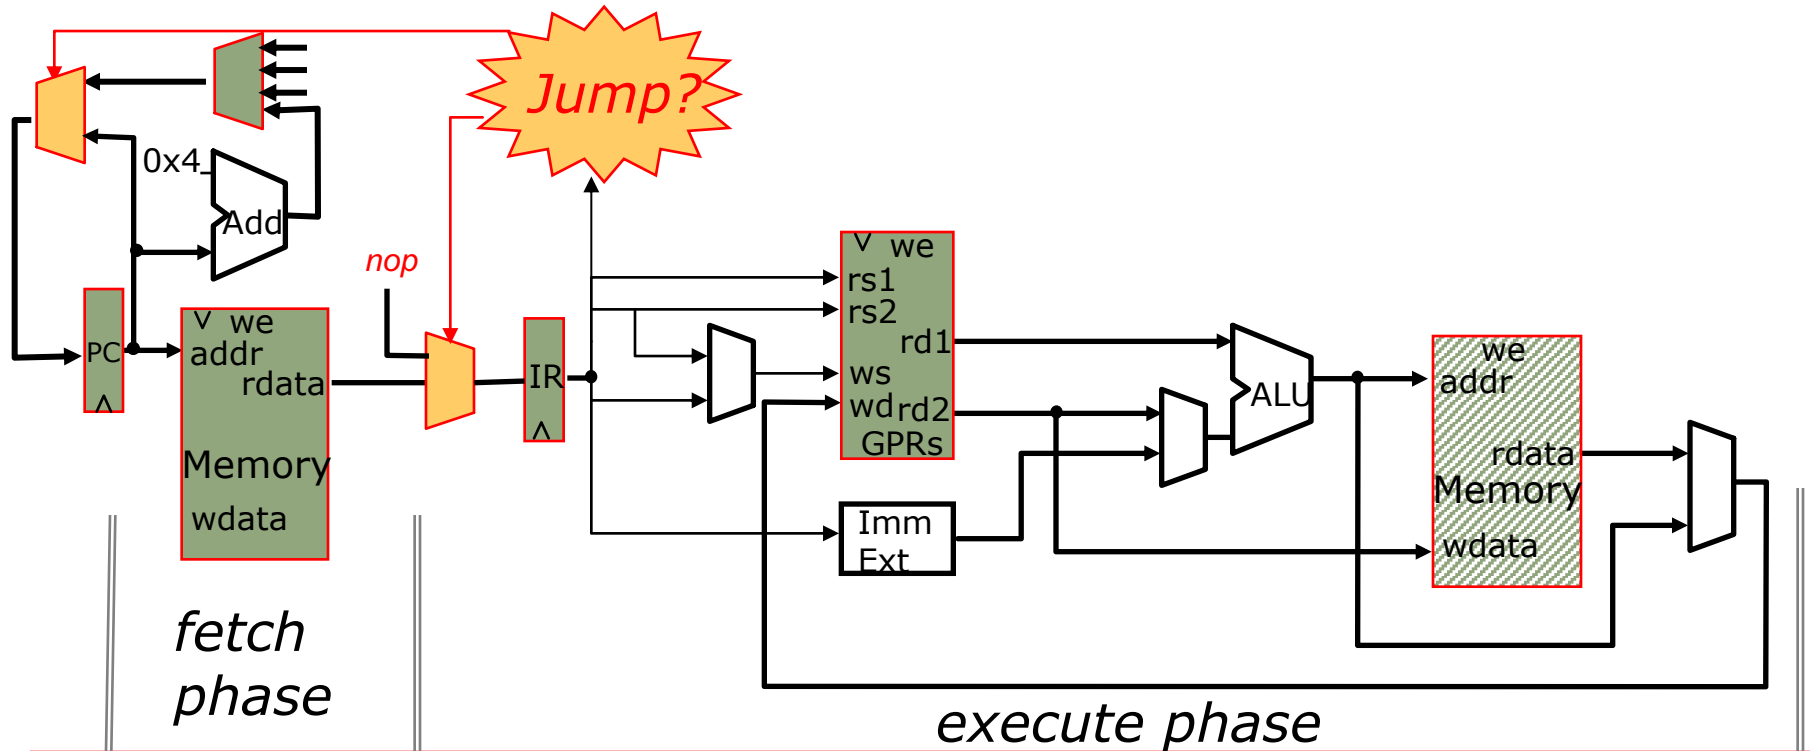 Jump?
0x4
Add
nop
PC
we
addr
rdata
Memory
wdata
IR
we
rs1
rs2
rd1
ws
wd rd2
GPRs
Imm
Ext
ALU
we
addr
rdata
Memory
wdata
fetch
phase
execute phase